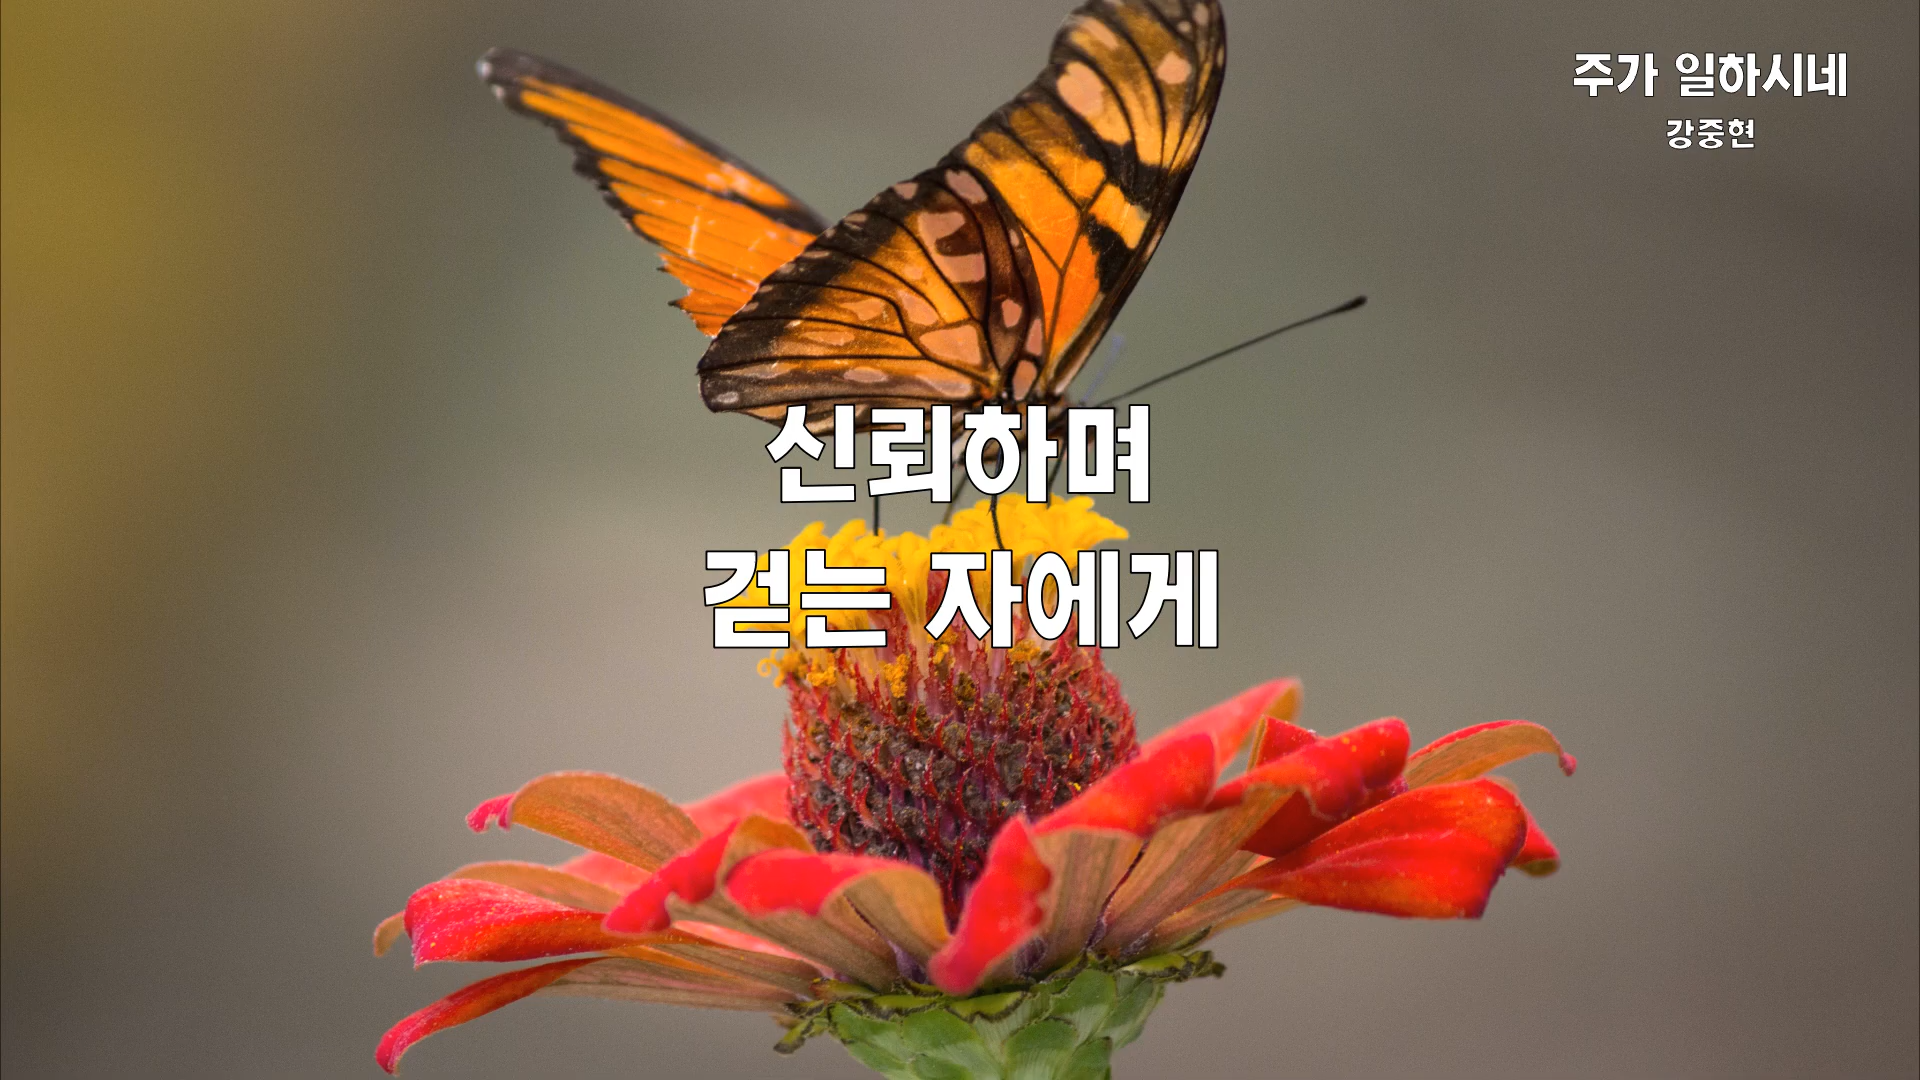 주가 일하시네
강중현
신뢰하며
걷는 자에게